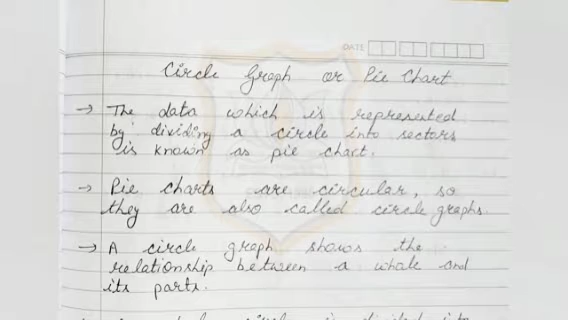 DATE
Circle Graph or Pie Chart
→ The data which is represented
by dividing a circle into sectors
is known as pie chart.
→ Pie charts are circular, so
they are also called circle graphs.
→ A circle graph shows the
relationship between a whole and
its parts.